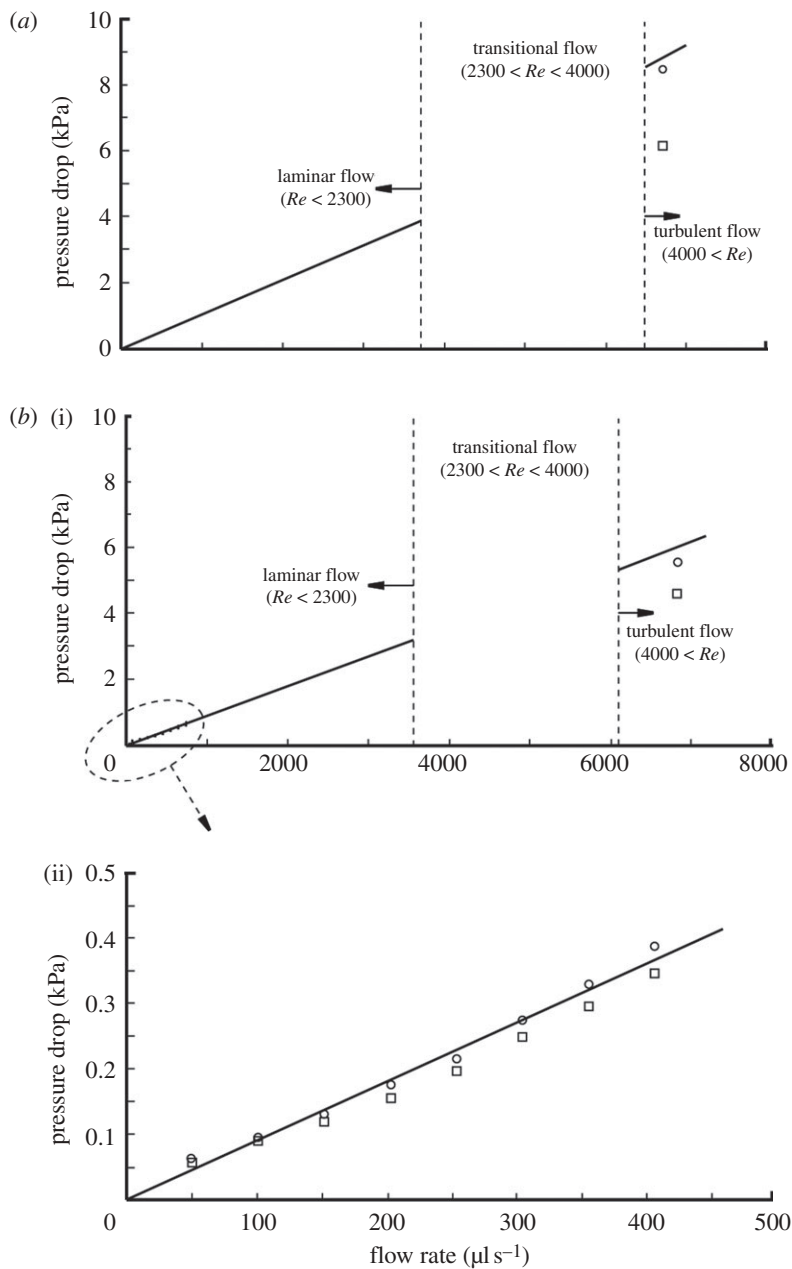 (a)
10
8
6
4
2
0
pressure drop (kPa)
transitional flow
(2300 < Re < 4000)
laminar flow
(Re < 2300)
turbulent flow
(4000 < Re)
(b) (i)
10
8
6
4
2
0
pressure drop (kPa)
transitional flow
(2300 < Re < 4000)
laminar flow
(Re < 2300)
turbulent flow
(4000 < Re)
2000 4000 6000 8000
(ii)
0.5
0.4
0.3
0.2
0.1
0
pressure drop (kPa)
100 200 300 400 500
flow rate (µl s⁻¹)